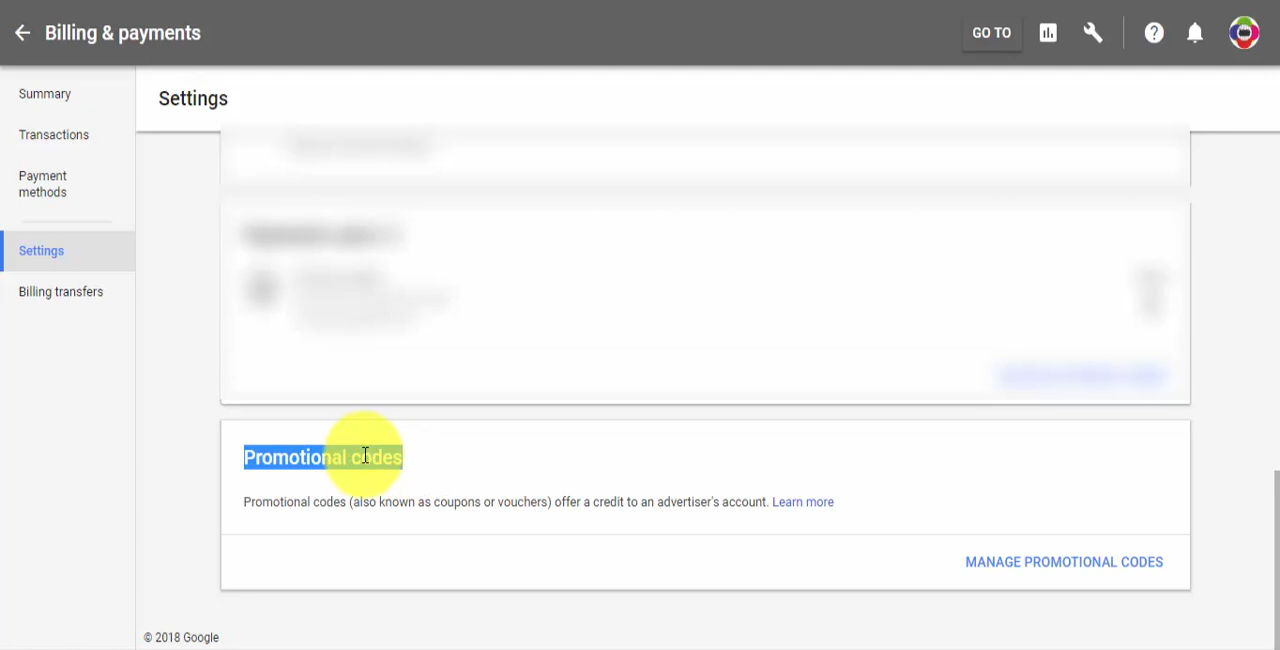 Billing & payments
GO TO
Summary
Transactions
Payment
methods
Settings
Billing transfers
Settings
Promotional codes
Promotional codes (also known as coupons or vouchers) offer a credit to an advertiser's account. Learn more
MANAGE PROMOTIONAL CODES
© 2018 Google